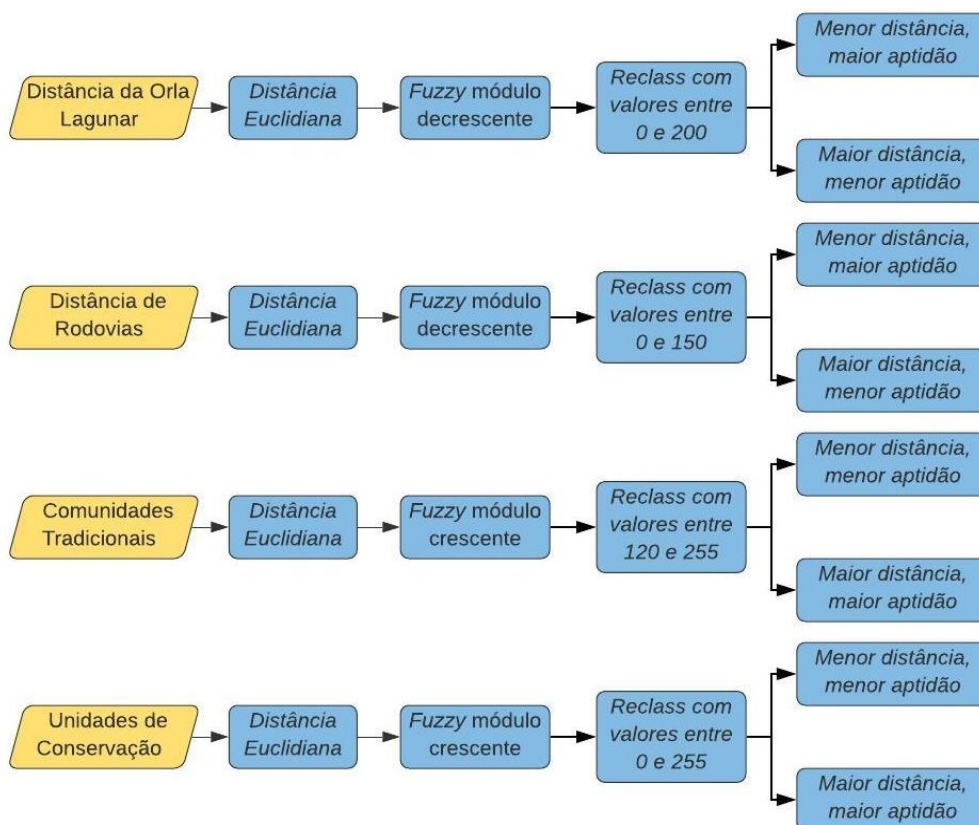 Distância da Orla
Lagunar
Distância
Euclidiana
Fuzzy módulo
decrescente
Reclass com
valores entre
0 e 200
Menor distância,
maior aptidão
Maior distância,
menor aptidão
Distância de
Rodovias
Distância
Euclidiana
Fuzzy módulo
decrescente
Reclass com
valores entre
0 e 150
Menor distância,
maior aptidão
Maior distância,
menor aptidão
Comunidades
Tradicionais
Distância
Euclidiana
Fuzzy módulo
crescente
Reclass com
valores entre
120 e 255
Menor distância,
menor aptidão
Maior distância,
maior aptidão
Unidades de
Conservação
Distância
Euclidiana
Fuzzy módulo
crescente
Reclass com
valores entre
0 e 255
Menor distância,
menor aptidão
Maior distância,
maior aptidão